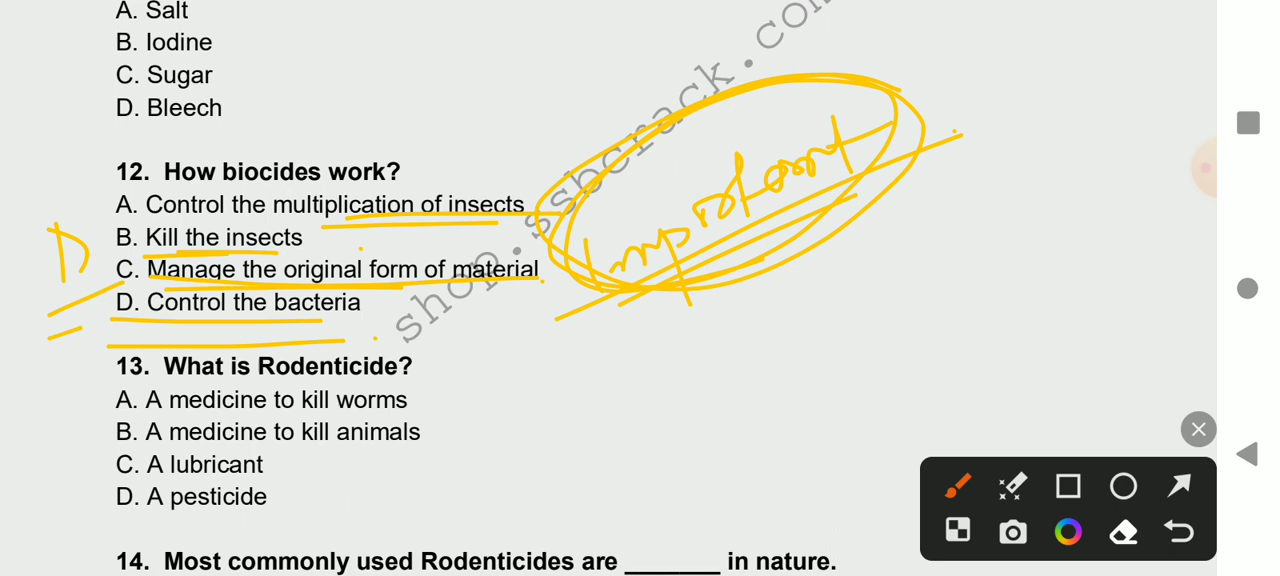 A. Salt
B. Iodine
C. Sugar
D. Bleech
12. How biocides work?
A. Control the multiplication of insects
B. Kill the insects
C. Manage the original form of material
D. Control the bacteria
D
Important
shop.ssbcrack.com
13. What is Rodenticide?
A. A medicine to kill worms
B. A medicine to kill animals
C. A lubricant
D. A pesticide
14. Most commonly used Rodenticides are _______ in nature.